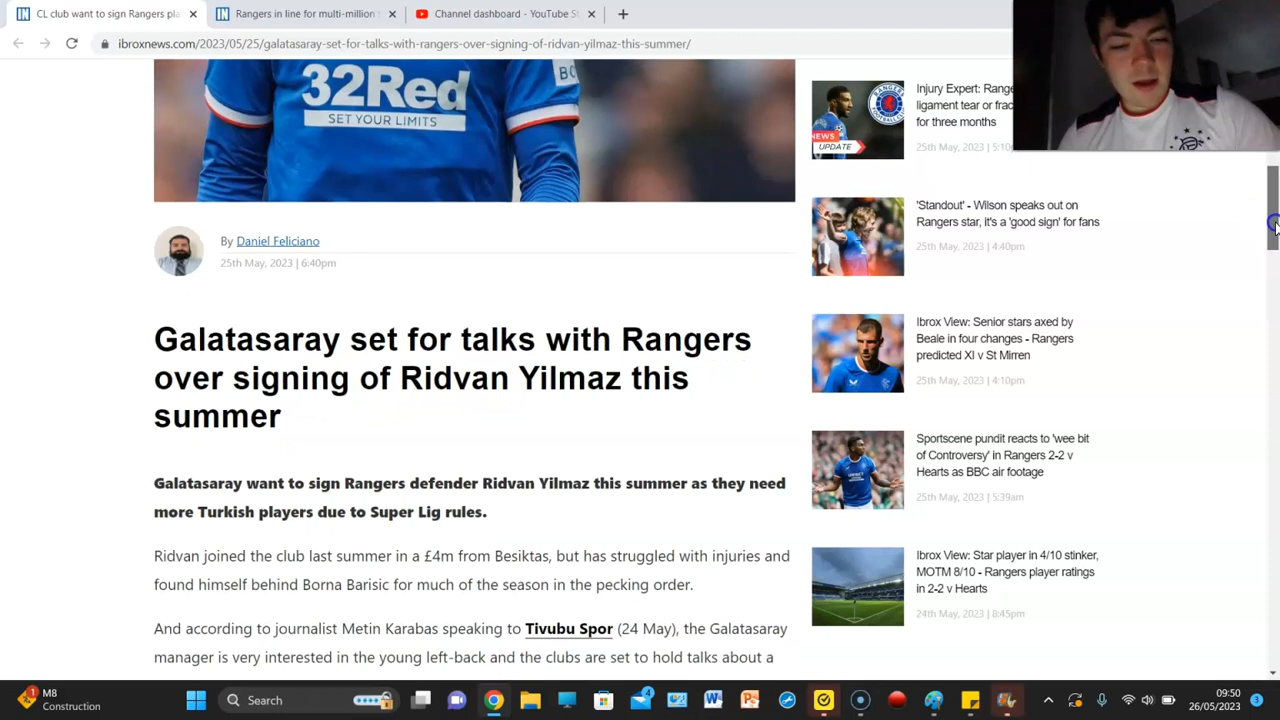 CL club want to sign Rangers pla
Rangers in line for multi-million
Channel dashboard - YouTube St
ibroxnews.com/2023/05/25/galatasaray-set-for-talks-with-rangers-over-signing-of-ridvan-yilmaz-this-summer/
32Red
SET YOUR LIMITS
By Daniel Feliciano
25th May, 2023 | 6:40pm
Galatasaray set for talks with Rangers
over signing of Ridvan Yilmaz this
summer
Galatasaray want to sign Rangers defender Ridvan Yilmaz this summer as they need
more Turkish players due to Super Lig rules.
Ridvan joined the club last summer in a £4m from Besiktas, but has struggled with injuries and
found himself behind Borna Barisic for much of the season in the pecking order.
And according to journalist Metin Karabas speaking to Tivubu Spor (24 May), the Galatasaray
manager is very interested in the young left-back and the clubs are set to hold talks about a
NEWS
UPDATE
Injury Expert: Range
ligament tear or frac
for three months
25th May, 2023 | 5:10p
'Standout' - Wilson speaks out on
Rangers star, it's a 'good sign' for fans
25th May, 2023 | 4:40pm
Ibrox View: Senior stars axed by
Beale in four changes - Rangers
predicted XI v St Mirren
25th May, 2023 | 4:10pm
Sportscene pundit reacts to 'wee bit
of Controversy' in Rangers 2-2 v
Hearts as BBC air footage
25th May, 2023 | 5:39am
Ibrox View: Star player in 4/10 stinker,
MOTM 8/10 - Rangers player ratings
in 2-2 v Hearts
24th May, 2023 | 8:45pm
M8
Construction
Search
09:50
26/05/2023